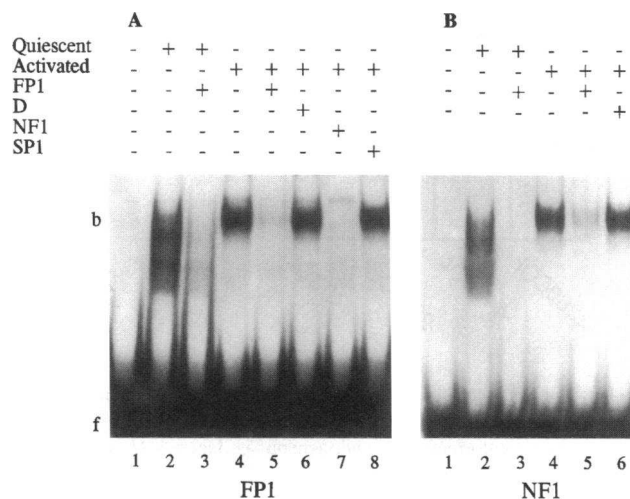 A B
Quiescent - + + - - - - - - + + - - -
Activated - - - + + + + + - - - + + +
FP1 - - + - + - - - - - + - + -
D - - - - - + - - - - - - - +
NF1 - - - - - - + -
SP1 - - - - - - - +
b
f
1 2 3 4 5 6 7 8 1 2 3 4 5 6
FP1 NF1